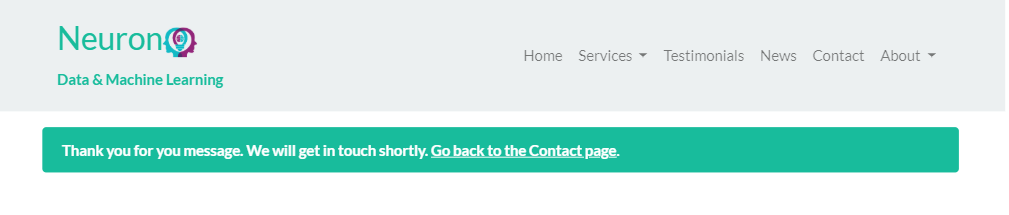 Neuron
Data & Machine Learning
Home Services Testimonials News Contact About
Thank you for you message. We will get in touch shortly. Go back to the Contact page.